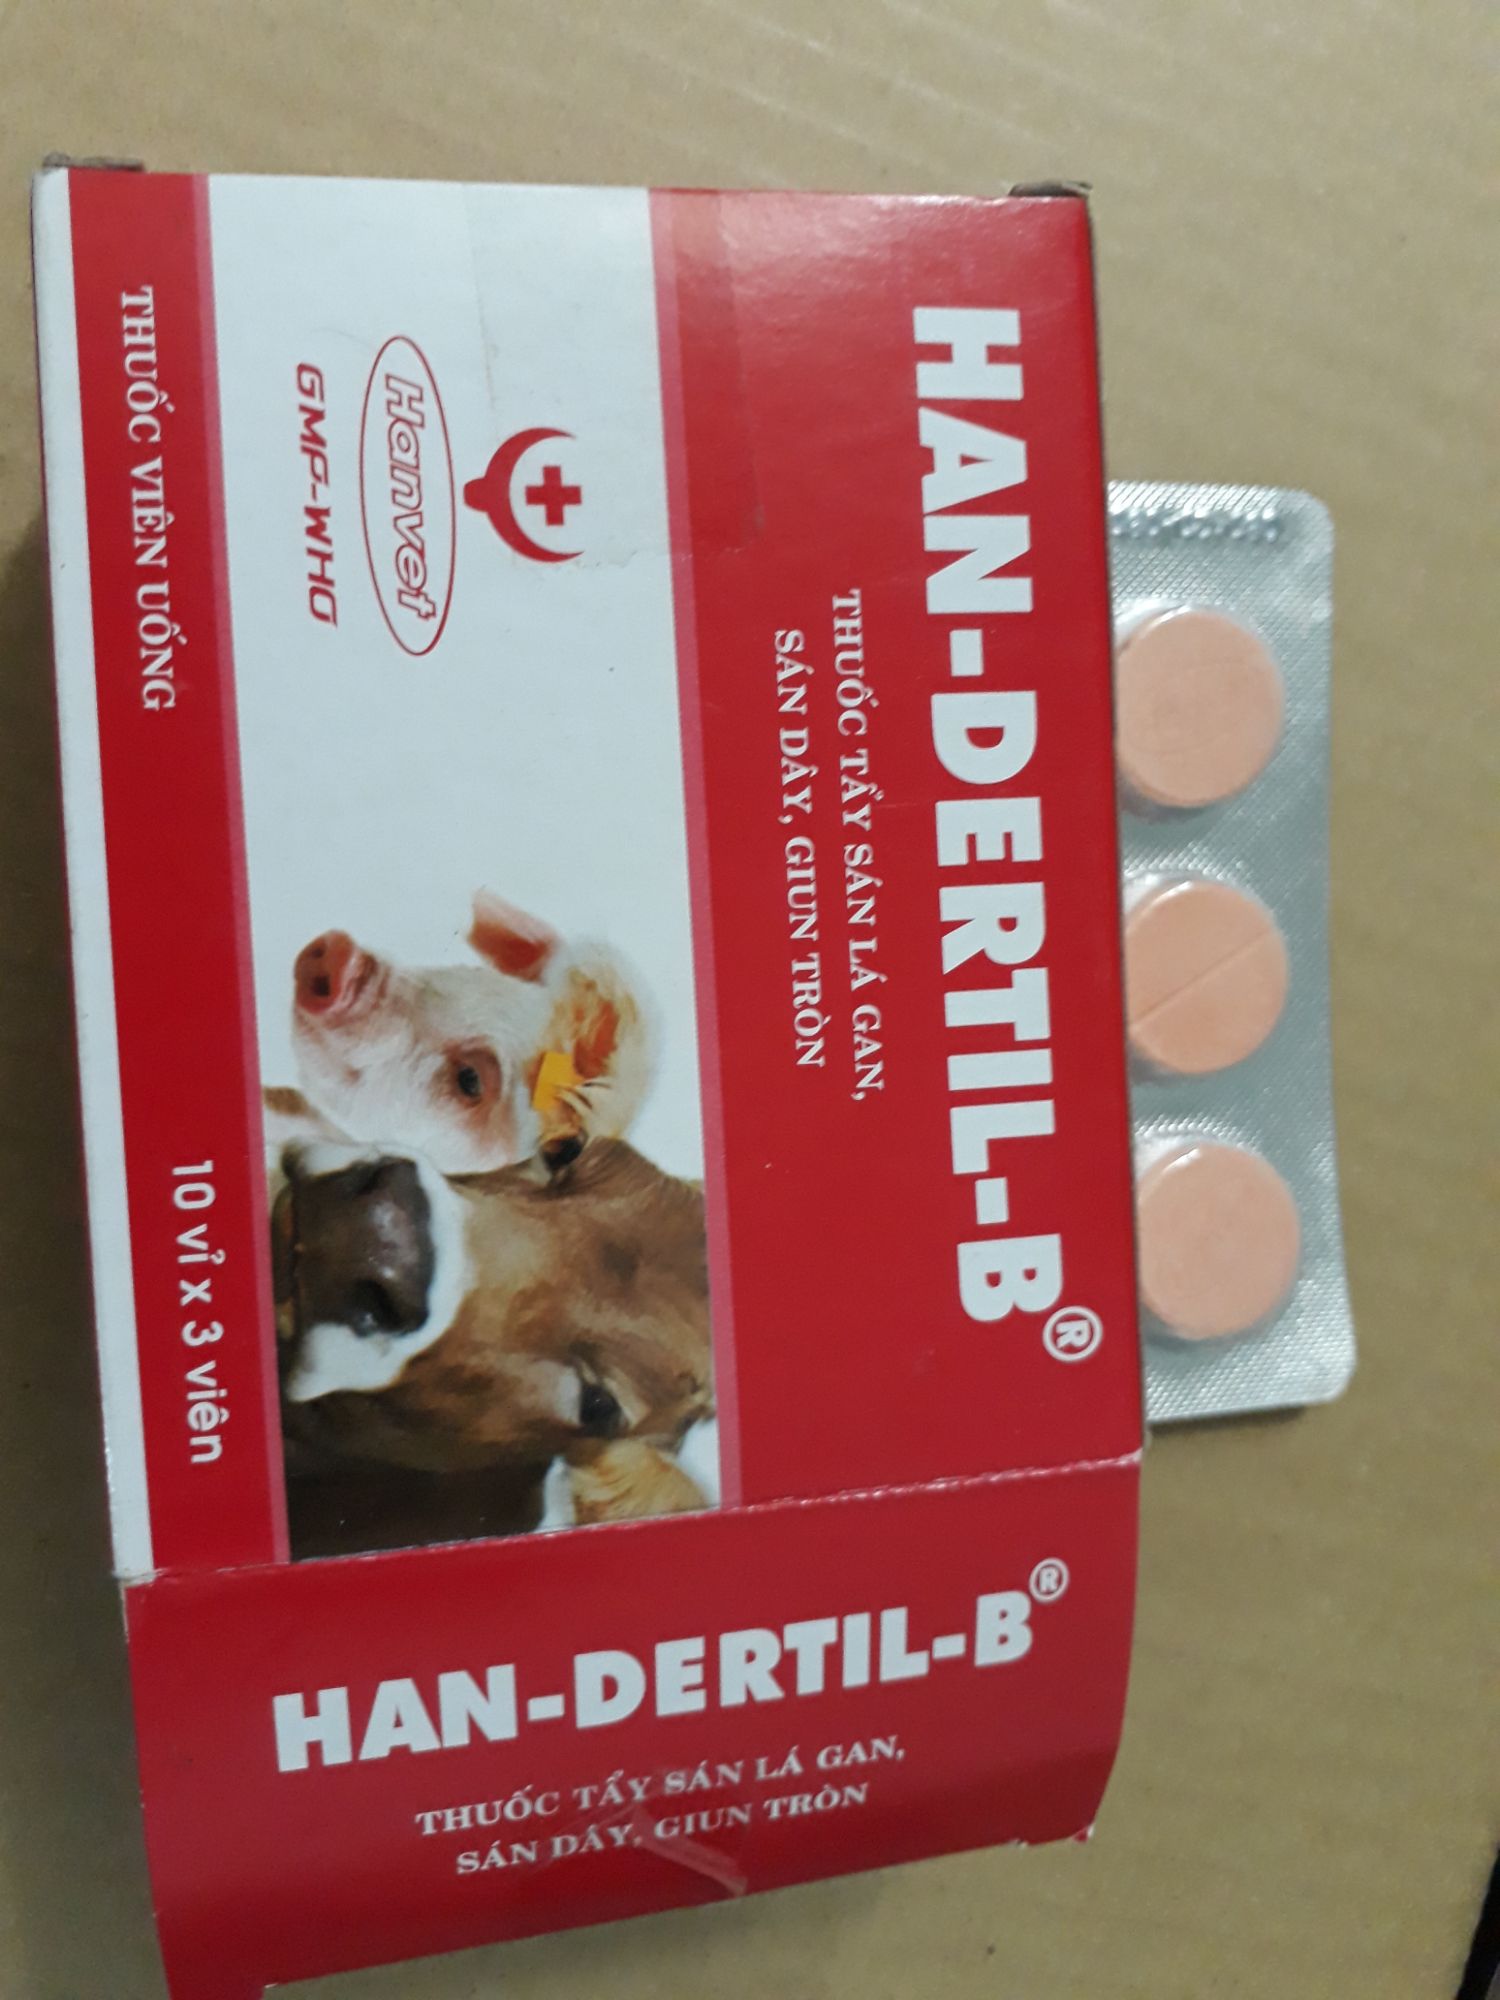 HAN-DERTIL-B®
THUỐC TẨY SÁN LÁ GAN,
SÁN DÂY, GIUN TRÒN
Hanvet
GMP-WHO
THUỐC VIÊN UỐNG
10 vỉ x 3 viên
HAN-DERTIL-B®
THUỐC TẨY SÁN LÁ GAN,
SÁN DÂY, GIUN TRÒN